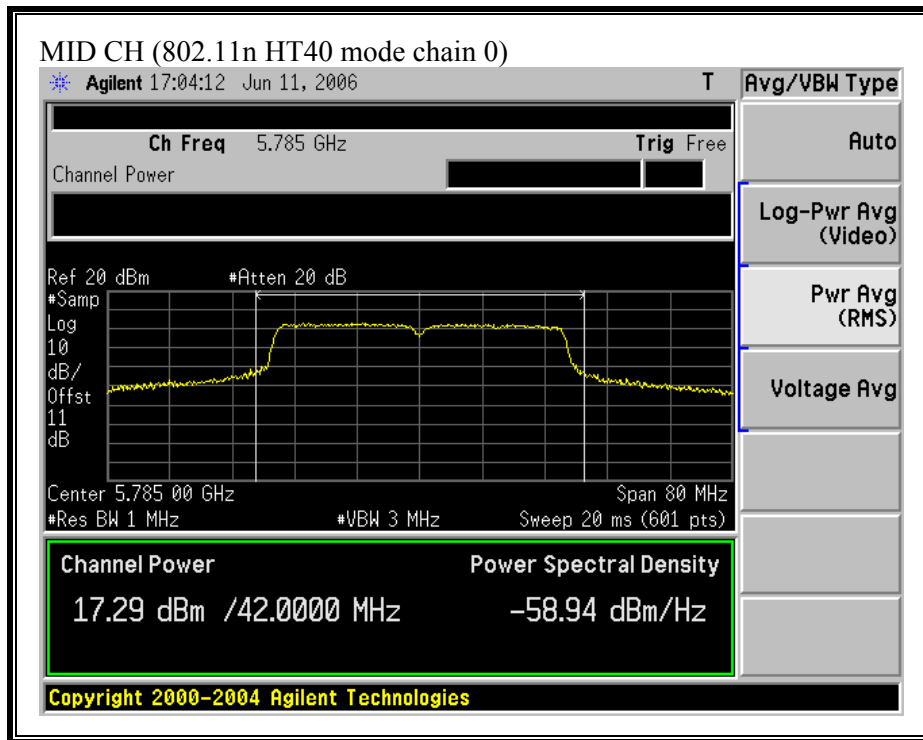 MID CH (802.11n HT40 mode chain 0)
Agilent 17:04:12 Jun 11, 2006 T
Avg/VBW Type
Ch Freq 5.785 GHz Trig Free
Channel Power
Auto
Log-Pwr Avg
(Video)
Pwr Avg
(RMS)
Voltage Avg
Ref 20 dBm #Atten 20 dB
#Samp
Log
10
dB/
Offst
11
dB
Center 5.785 00 GHz Span 80 MHz
#Res BW 1 MHz #VBW 3 MHz Sweep 20 ms (601 pts)
Channel Power Power Spectral Density
17.29 dBm /42.0000 MHz -58.94 dBm/Hz
Copyright 2000-2004 Agilent Technologies